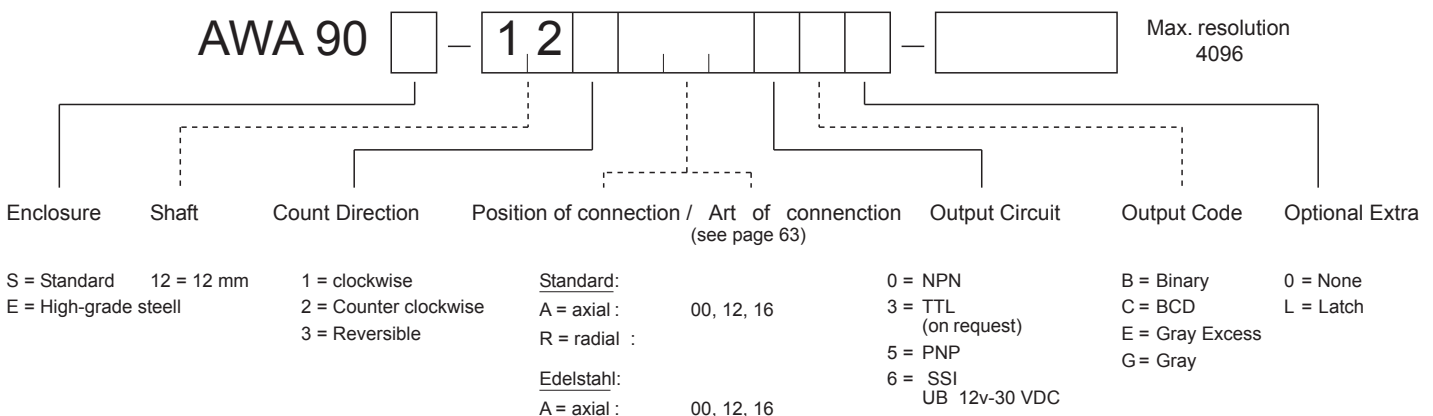 AWA 90 – 1 2 – Max. resolution
4096
Enclosure Shaft Count Direction Position of connection / Art of connenction Output Circuit Output Code Optional Extra
(see page 63)
S = Standard 12 = 12 mm 1 = clockwise Standard: 0 = NPN B = Binary 0 = None
E = High-grade steell 2 = Counter clockwise A = axial : 00, 12, 16 3 = TTL C = BCD L = Latch
(on request)
3 = Reversible R = radial : E = Gray Excess
5 = PNP G = Gray
Edelstahl: 6 = SSI
UB 12v-30 VDC
A = axial : 00, 12, 16